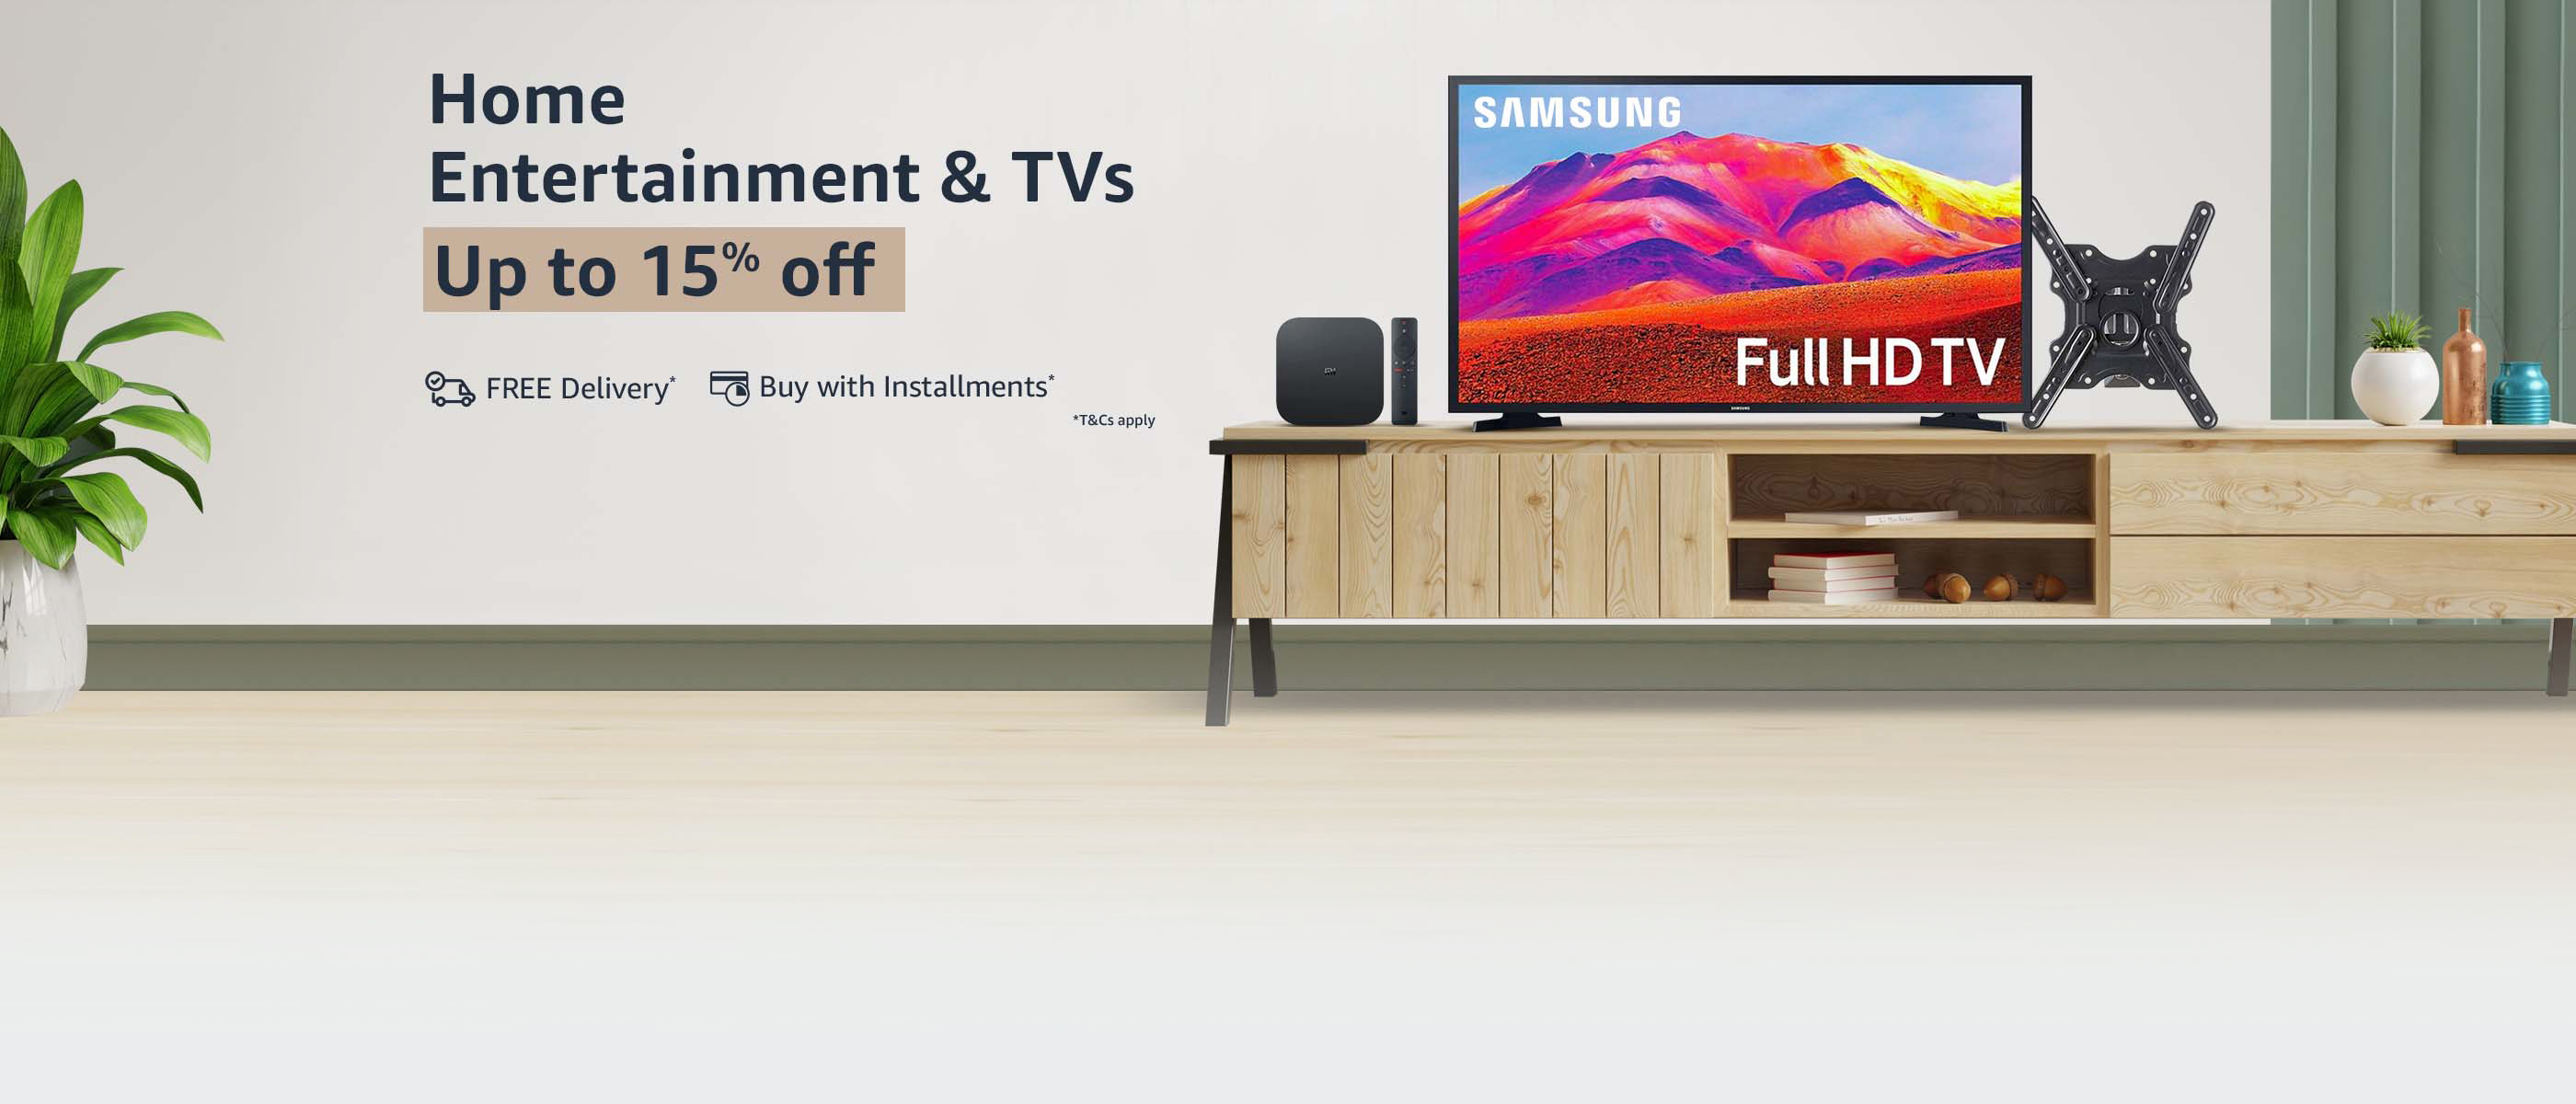 Home
Entertainment & TVs
Up to 15% off
FREE Delivery*
Buy with Installments*
*T&Cs apply
SAMSUNG
Full HD TV
SAMSUNG